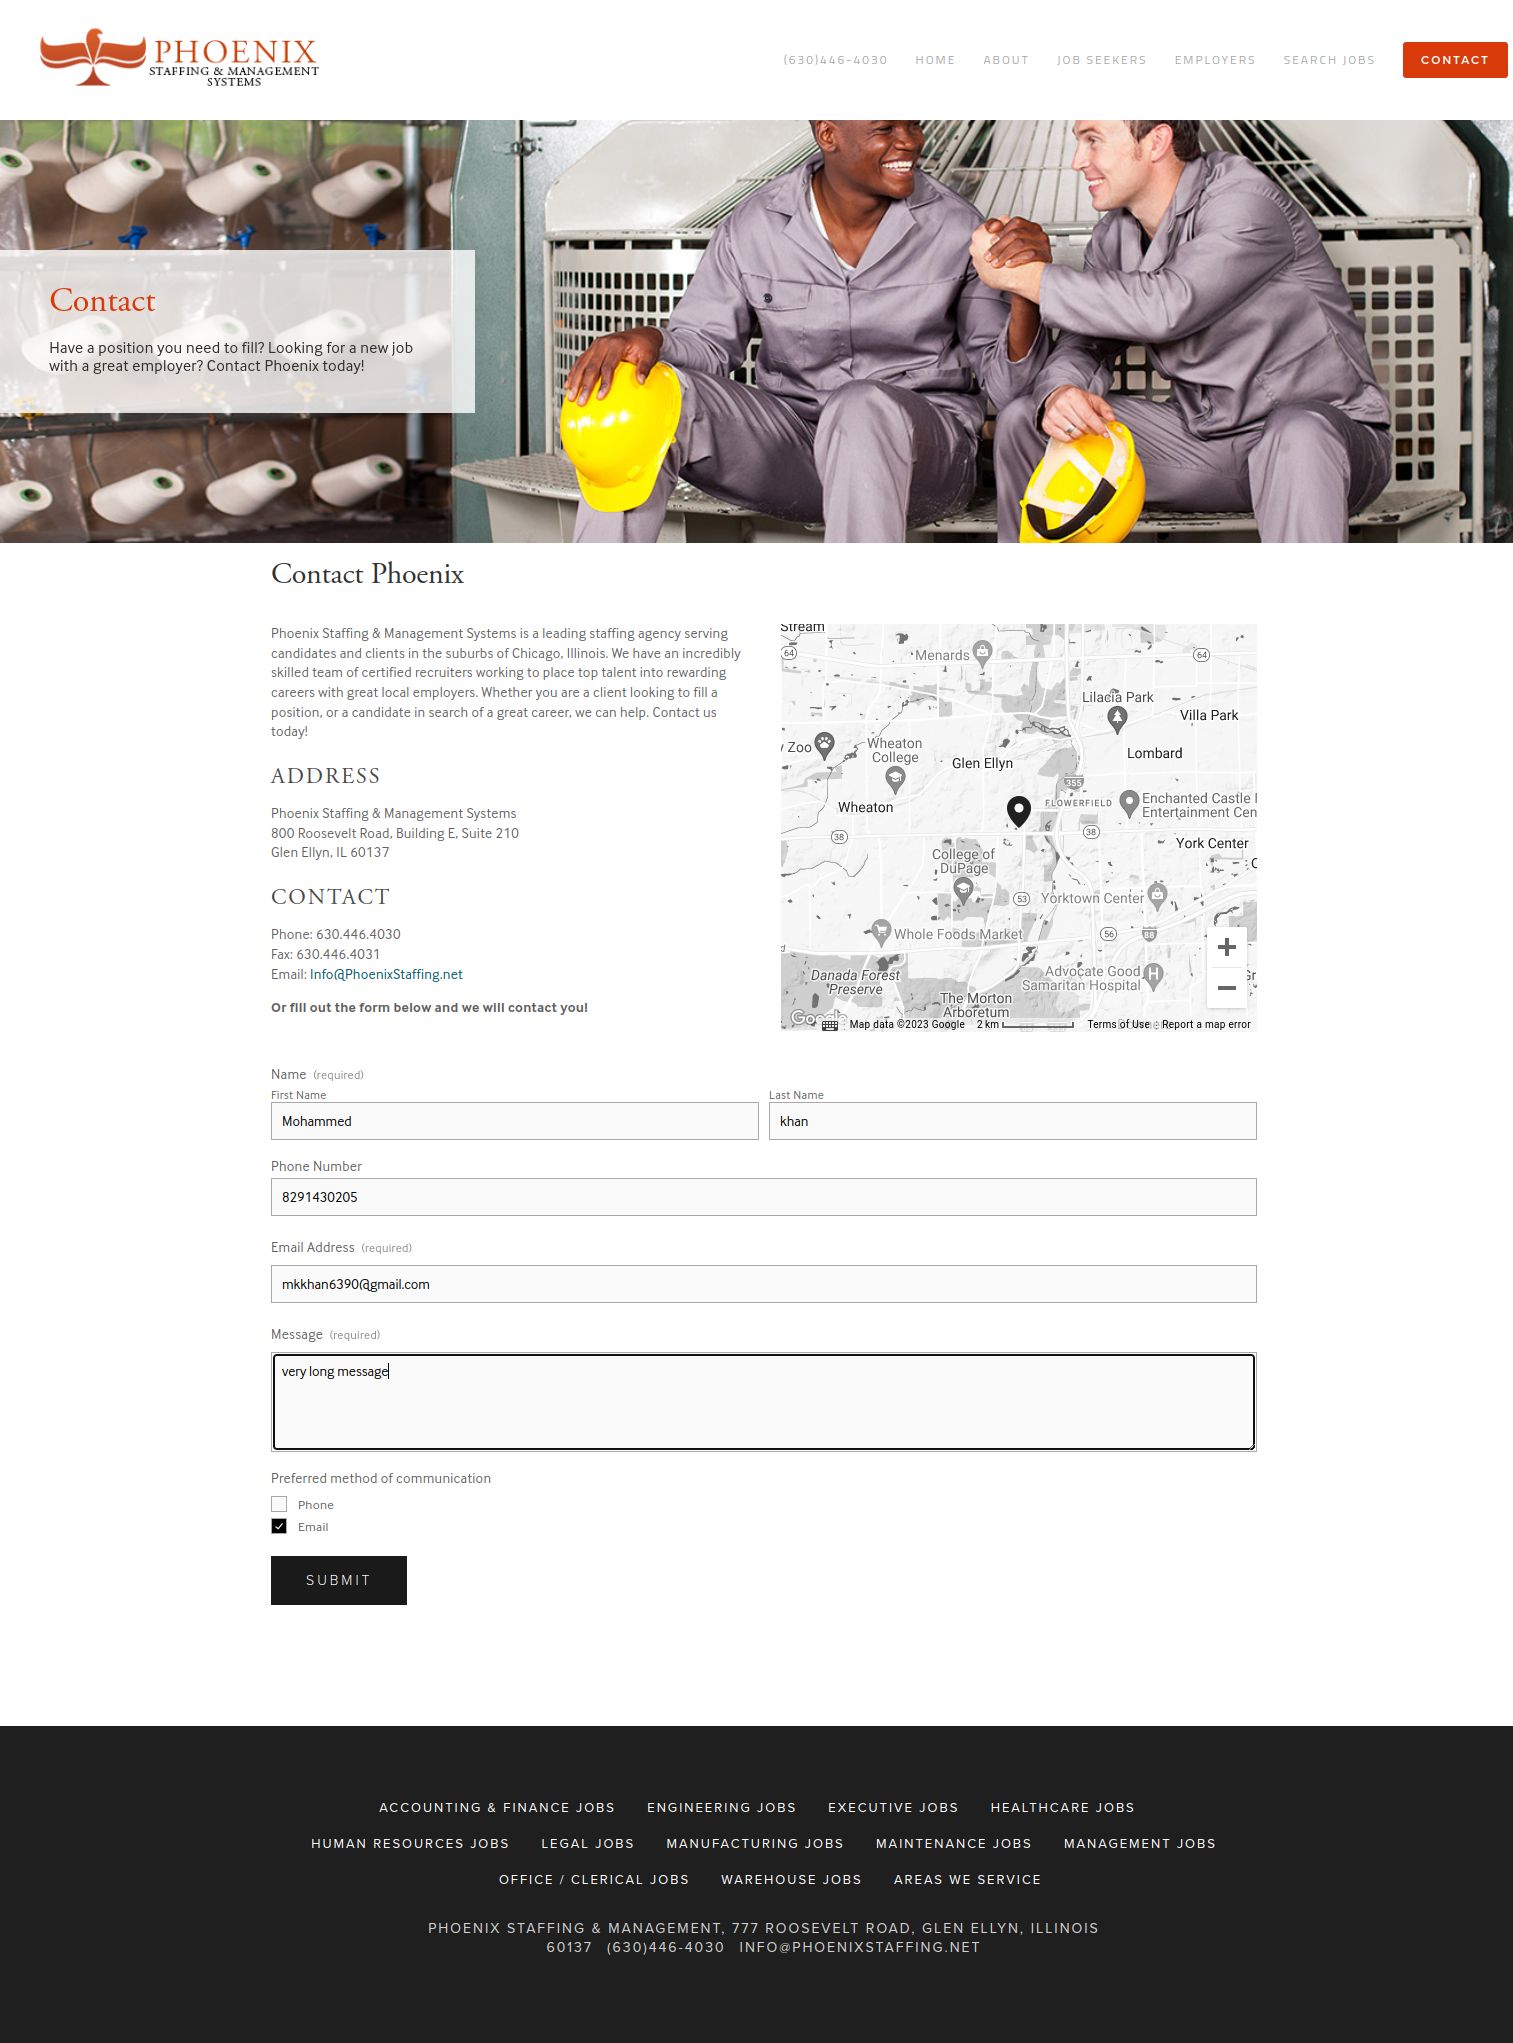 PHOENIX
STAFFING & MANAGEMENT
SYSTEMS
(630)446-4030 HOME ABOUT JOB SEEKERS EMPLOYERS SEARCH JOBS CONTACT
Contact
Have a position you need to fill? Looking for a new job
with a great employer? Contact Phoenix today!
Contact Phoenix
Phoenix Staffing & Management Systems is a leading staffing agency serving
candidates and clients in the suburbs of Chicago, Illinois. We have an incredibly
skilled team of certified recruiters working to place top talent into rewarding
careers with great local employers. Whether you are a client looking to fill a
position, or a candidate in search of a great career, we can help. Contact us
today!
ADDRESS
Phoenix Staffing & Management Systems
800 Roosevelt Road, Building E, Suite 210
Glen Ellyn, IL 60137
CONTACT
Phone: 630.446.4030
Fax: 630.446.4031
Email: Info@PhoenixStaffing.net
Or fill out the form below and we will contact you!
Stream
64
Menards
64
Lilacia Park
Villa Park
y Zoo
Wheaton
College
Lombard
Glen Ellyn
355
Wheaton
FLOWERFIELD
Enchanted Castle
Entertainment Cen
38
38
York Center
College of
DuPage
53
Yorktown Center
Whole Foods Market
56
88
Danada Forest
Preserve
Advocate Good
Samaritan Hospital
H
The Morton
Arboretum
Google
Map data ©2023 Google 2 km Terms of Use Report a map error
Name (required)
First Name Last Name
Mohammed khan
Phone Number
8291430205
Email Address (required)
mkkhan6390@gmail.com
Message (required)
very long message
Preferred method of communication
Phone
Email
SUBMIT
ACCOUNTING & FINANCE JOBS ENGINEERING JOBS EXECUTIVE JOBS HEALTHCARE JOBS
HUMAN RESOURCES JOBS LEGAL JOBS MANUFACTURING JOBS MAINTENANCE JOBS MANAGEMENT JOBS
OFFICE / CLERICAL JOBS WAREHOUSE JOBS AREAS WE SERVICE
PHOENIX STAFFING & MANAGEMENT, 777 ROOSEVELT ROAD, GLEN ELLYN, ILLINOIS
60137 (630)446-4030 INFO@PHOENIXSTAFFING.NET